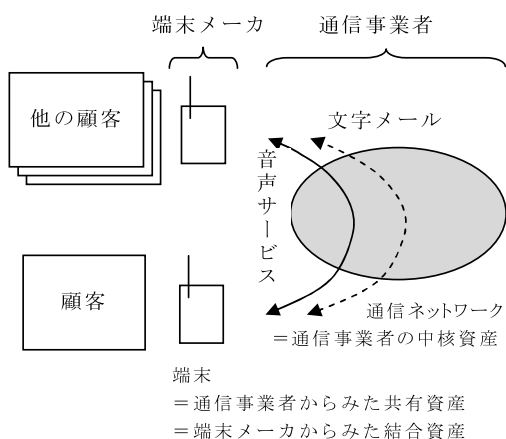 端末メーカ
通信事業者
他の顧客
文字メール
音声サービス
顧客
通信ネットワーク
＝通信事業者の中核資産
端末
＝通信事業者からみた共有資産
＝端末メーカからみた結合資産